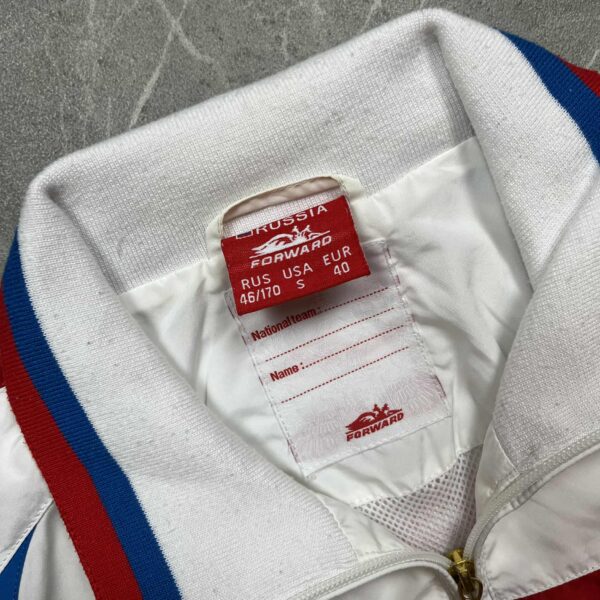 RUSSIA
FORWARD
RUS USA EUR
46/170 S 40
National team:
Name:
FORWARD